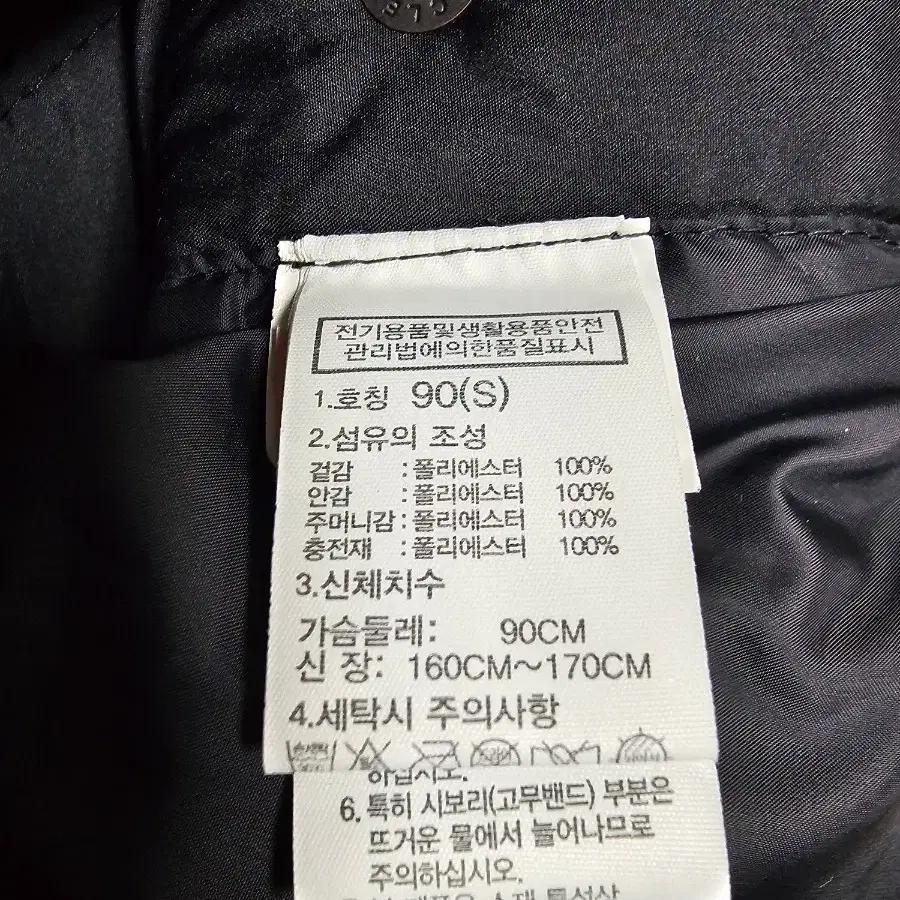 전기용품및생활용품안전
관리법에의한품질표시
1.호칭 90(S)
2.섬유의 조성
겉감 : 폴리에스터 100%
안감 : 폴리에스터 100%
주머니감 : 폴리에스터 100%
충전재 : 폴리에스터 100%
3.신체치수
가슴둘레: 90CM
신 장: 160CM~170CM
4.세탁시 주의사항
하십시오.
6.특히 시보리(고무밴드) 부분은
뜨거운 물에서 늘어나므로
주의하십시오.